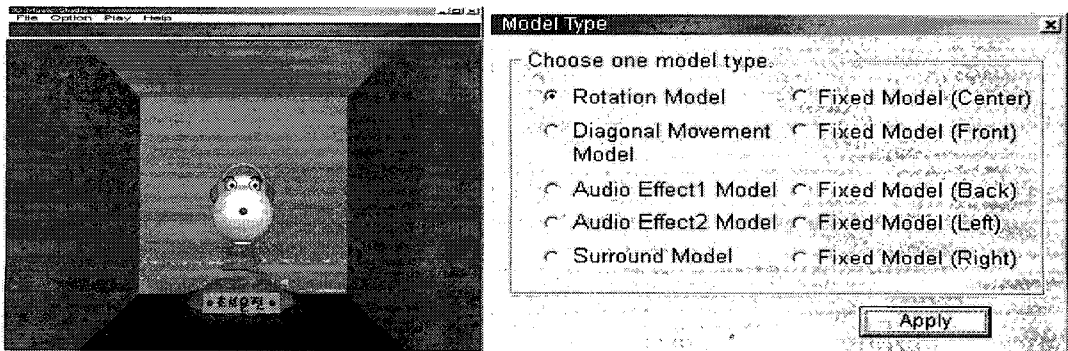 File Option Play Help
Model Type
Choose one model type.
Rotation Model
Fixed Model (Center)
Diagonal Movement
Model
Fixed Model (Front)
Audio Effect1 Model
Fixed Model (Back)
Audio Effect2 Model
Fixed Model (Left)
Surround Model
Fixed Model (Right)
Apply